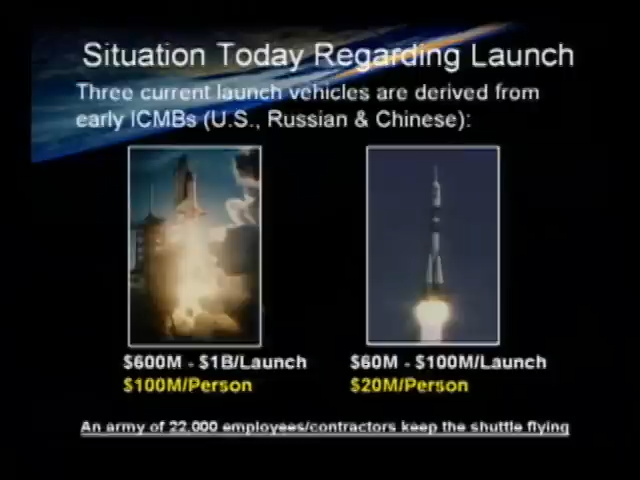 Situation Today Regarding Launch
Three current launch vehicles are derived from
early ICMBs (U.S., Russian & Chinese):
$600M - $1B/Launch
$60M - $100M/Launch
$100M/Person
$20M/Person
An army of 22,000 employees/contractors keep the shuttle flying